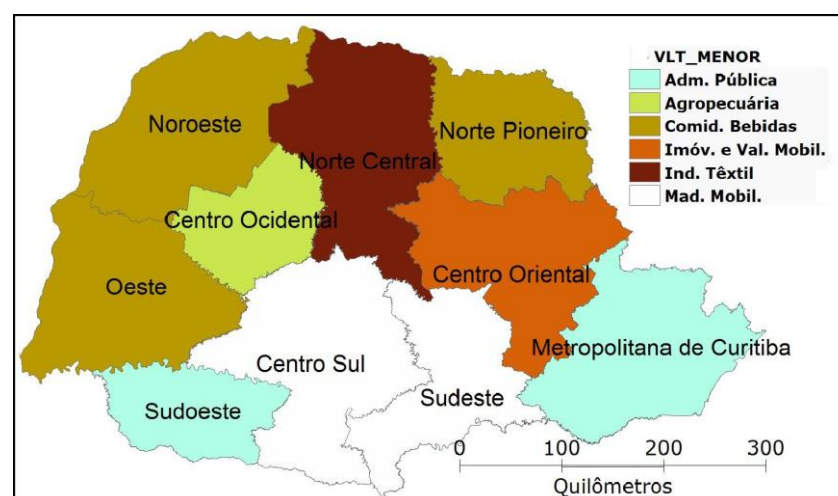 VLT_MENOR
Adm. Pública
Agropecuária
Comid. Bebidas
Imóv. e Val. Mobil.
Ind. Têxtil
Mad. Mobil.
Noroeste
Norte Pioneiro
Norte Central
Centro Ocidental
Oeste
Centro Oriental
Metropolitana de Curitiba
Centro Sul
Sudeste
Sudoeste
0 100 200 300
Quilômetros